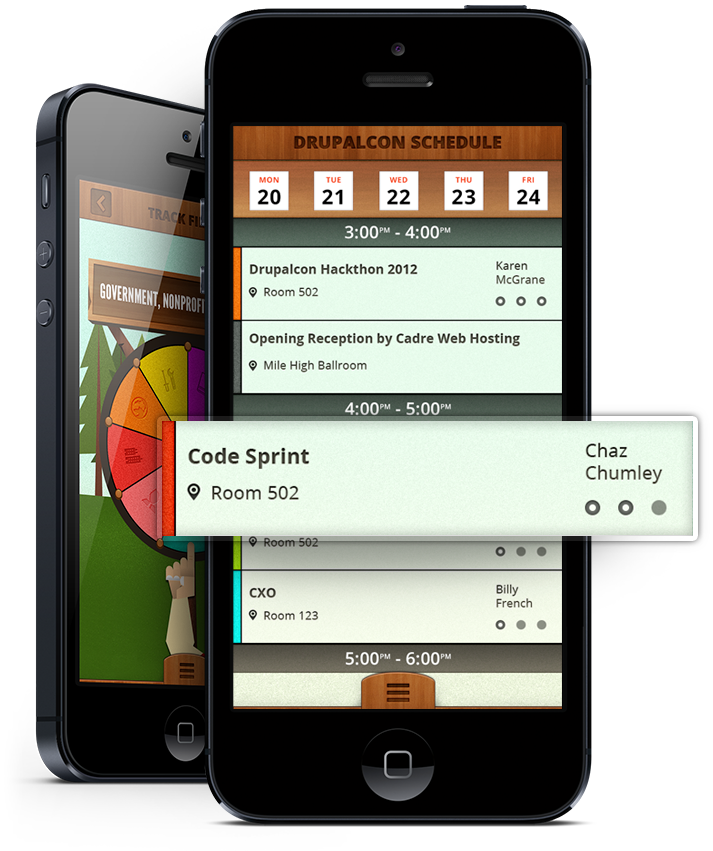 TRACK FI
GOVERNMENT, NONPROFI
DRUPALCON SCHEDULE
MON TUE WED THU FRI
20 21 22 23 24
3:00PM - 4:00PM
Drupalcon Hackthon 2012
Karen
McGrane
Room 502
Opening Reception by Cadre Web Hosting
Mile High Ballroom
4:00PM - 5:00PM
Code Sprint
Chaz
Chumley
Room 502
Room 502
CXO
Billy
French
Room 123
5:00PM - 6:00PM